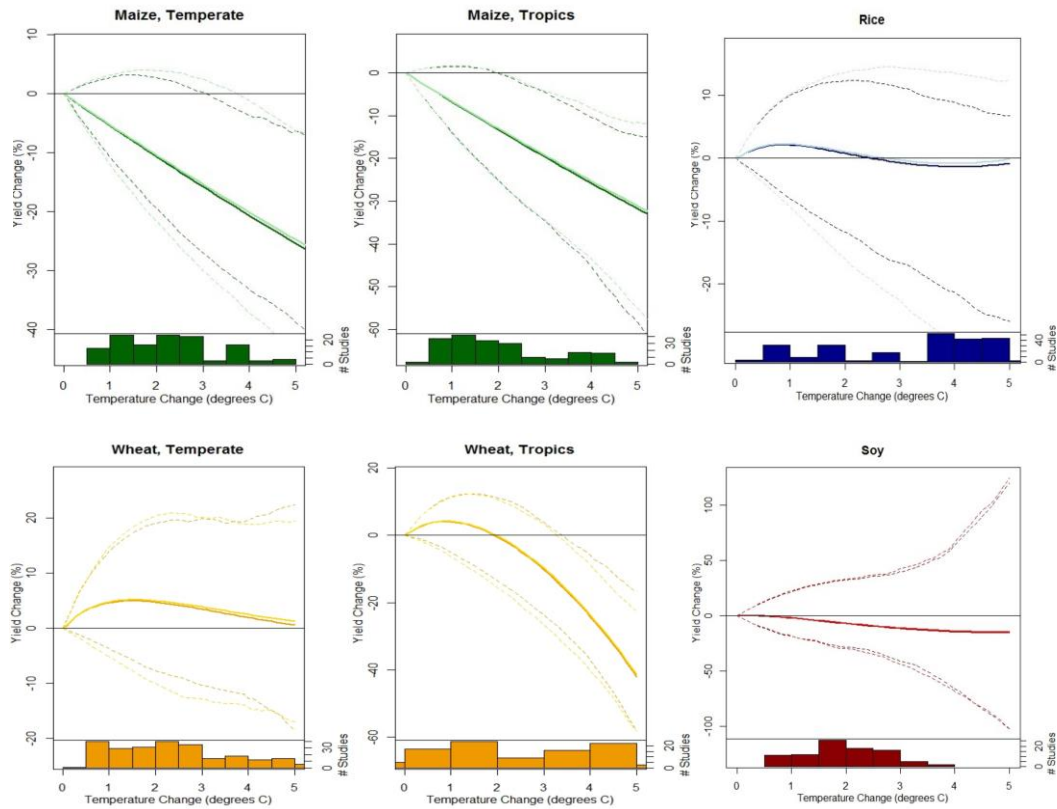 Maize, Temperate
Yield Change (%)
10
0
-10
-20
-30
40
20
0
# Studies
0 1 2 3 4 5
Temperature Change (degrees C)
Maize, Tropics
Yield Change (%)
0
-10
-20
-30
-40
-50
-60
30
0
# Studies
0 1 2 3 4 5
Temperature Change (degrees C)
Rice
Yield Change (%)
10
0
-10
-20
40
0
# Studies
0 1 2 3 4 5
Temperature Change (degrees C)
Wheat, Temperate
Yield Change (%)
20
10
0
-10
-20
30
0
# Studies
0 1 2 3 4 5
Temperature Change (degrees C)
Wheat, Tropics
Yield Change (%)
20
0
-20
-40
-60
20
0
# Studies
0 1 2 3 4 5
Temperature Change (degrees C)
Soy
Yield Change (%)
100
50
0
-50
-100
20
0
# Studies
0 1 2 3 4 5
Temperature Change (degrees C)